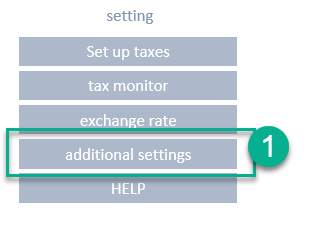 setting
Set up taxes
tax monitor
exchange rate
additional settings
1
HELP